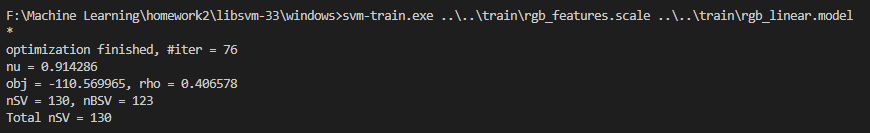 F:\Machine Learning\homework2\libsvm-33\windows>svm-train.exe ..\..\train\rgb_features.scale ..\..\train\rgb_linear.model
*
optimization finished, #iter = 76
nu = 0.914286
obj = -110.569965, rho = 0.406578
nSV = 130, nBSV = 123
Total nSV = 130